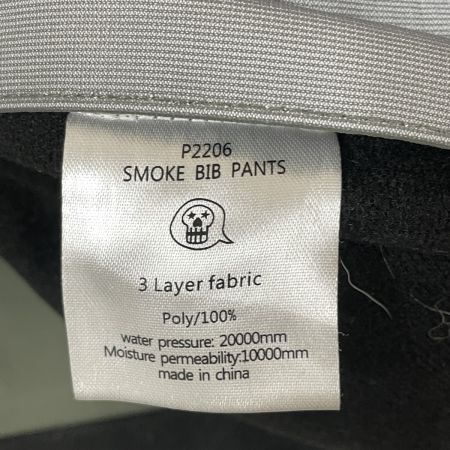 P2206
SMOKE BIB PANTS
3 Layer fabric
Poly/100%
water pressure: 20000mm
Moisture permeability:10000mm
made in china